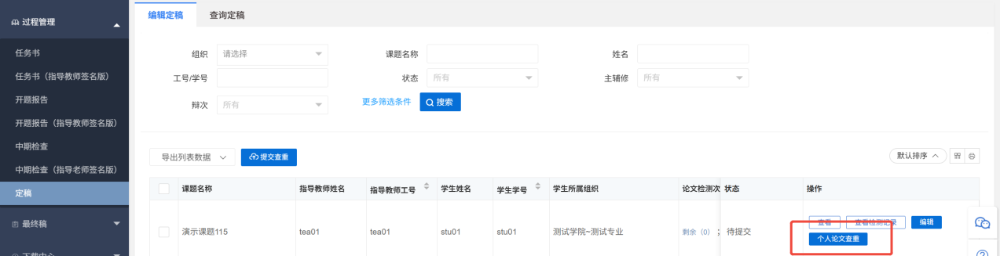 编辑定稿 查询定稿
过程管理
任务书
任务书（指导教师签名版）
开题报告
开题报告（指导教师签名版）
中期检查
中期检查（指导老师签名版）
定稿
最终稿
下载中心
组织 请选择 课题名称 姓名
工号/学号 状态 所有 主辅修 所有
辩次 所有 更多筛选条件 搜索
导出列表数据 提交查重 默认排序
课题名称 指导教师姓名 指导教师工号 学生姓名 学生学号 学生所属组织 论文检测次 状态 操作
演示课题115 tea01 tea01 stu01 stu01 测试学院~测试专业 剩余（0）； 待提交 查看 查看检测记录 编辑
个人论文查重